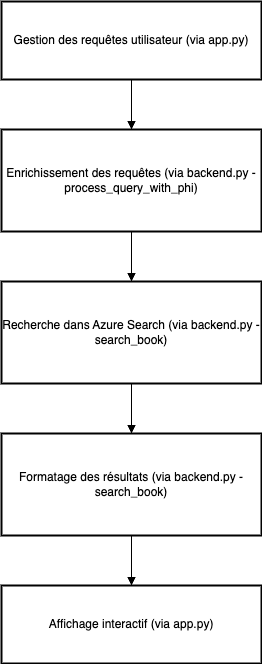 Gestion des requêtes utilisateur (via app.py)
Enrichissement des requêtes (via backend.py -
process_query_with_phi)
Recherche dans Azure Search (via backend.py -
search_book)
Formatage des résultats (via backend.py -
search_book)
Affichage interactif (via app.py)